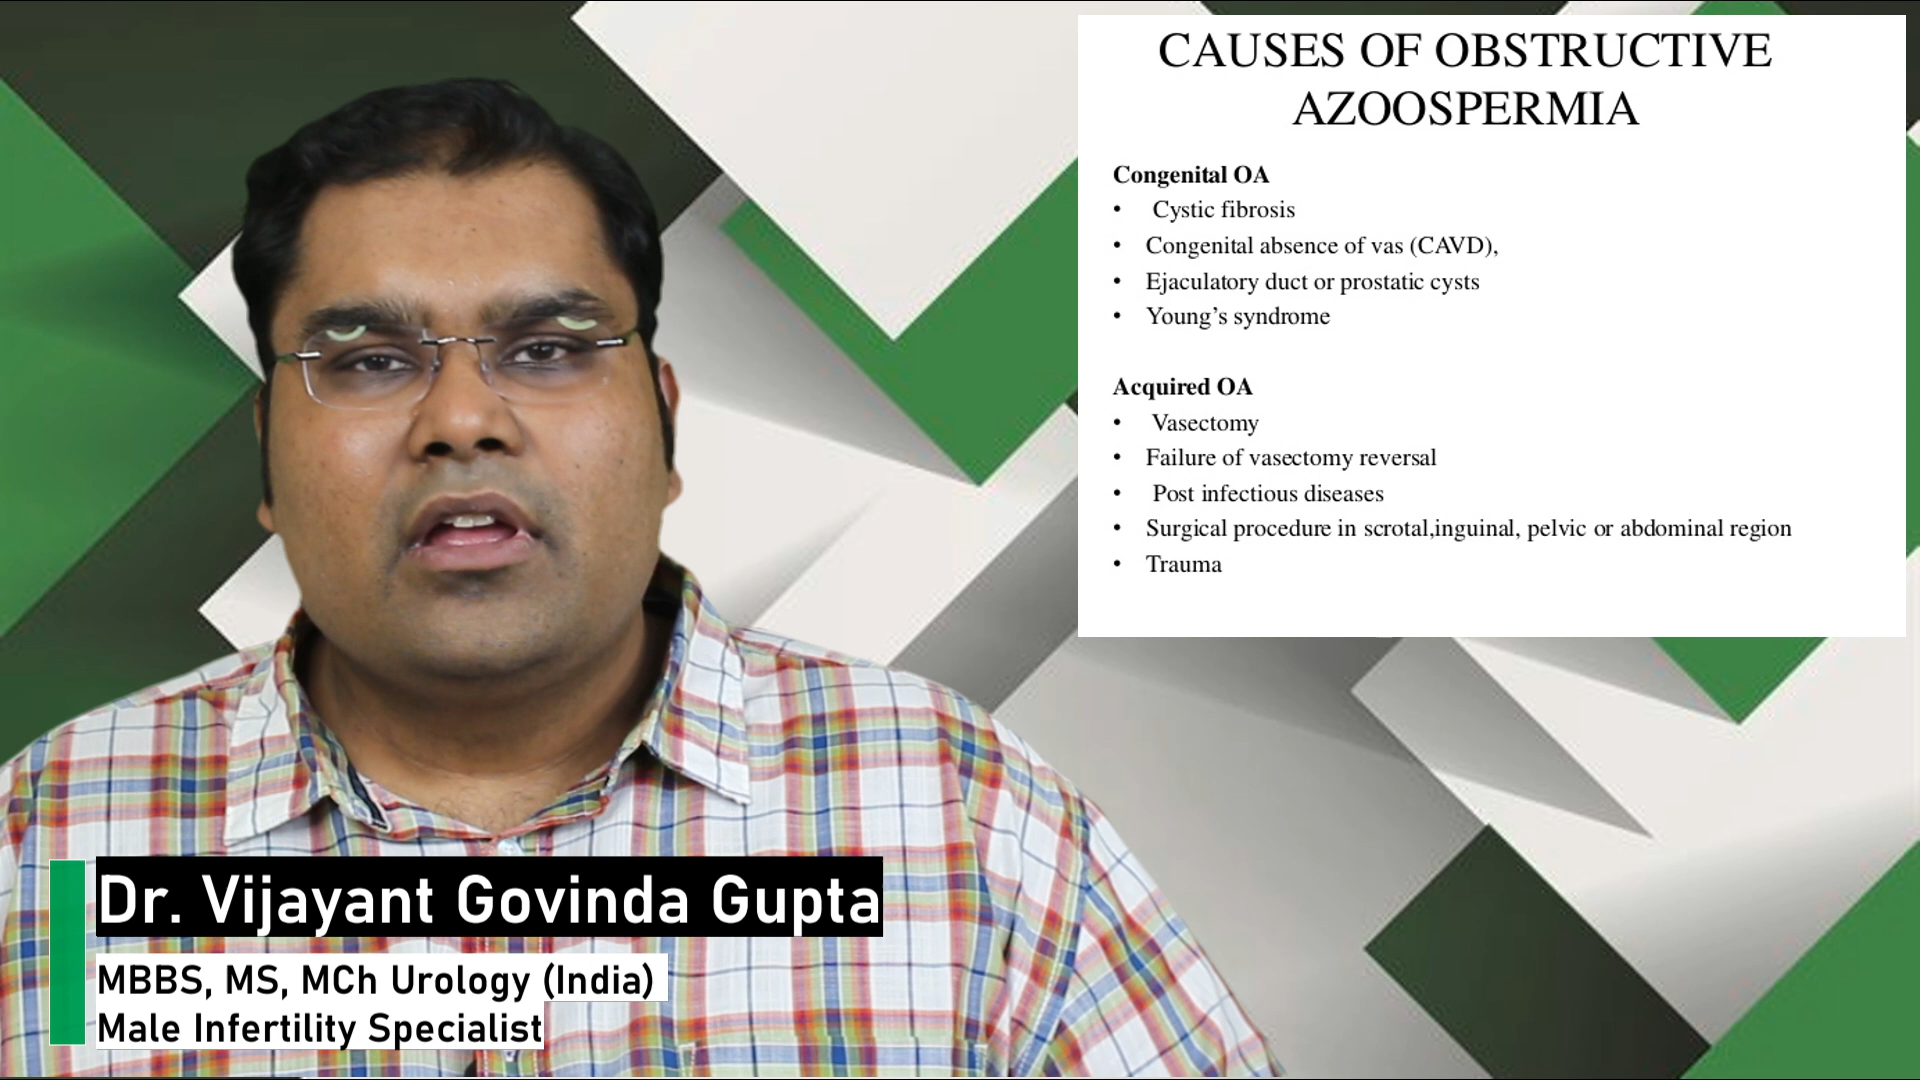 CAUSES OF OBSTRUCTIVE
AZOOSPERMIA
Congenital OA
• Cystic fibrosis
• Congenital absence of vas (CAVD),
• Ejaculatory duct or prostatic cysts
• Young’s syndrome
Acquired OA
• Vasectomy
• Failure of vasectomy reversal
• Post infectious diseases
• Surgical procedure in scrotal,inguinal, pelvic or abdominal region
• Trauma
Dr. Vijayant Govinda Gupta
MBBS, MS, MCh Urology (India)
Male Infertility Specialist